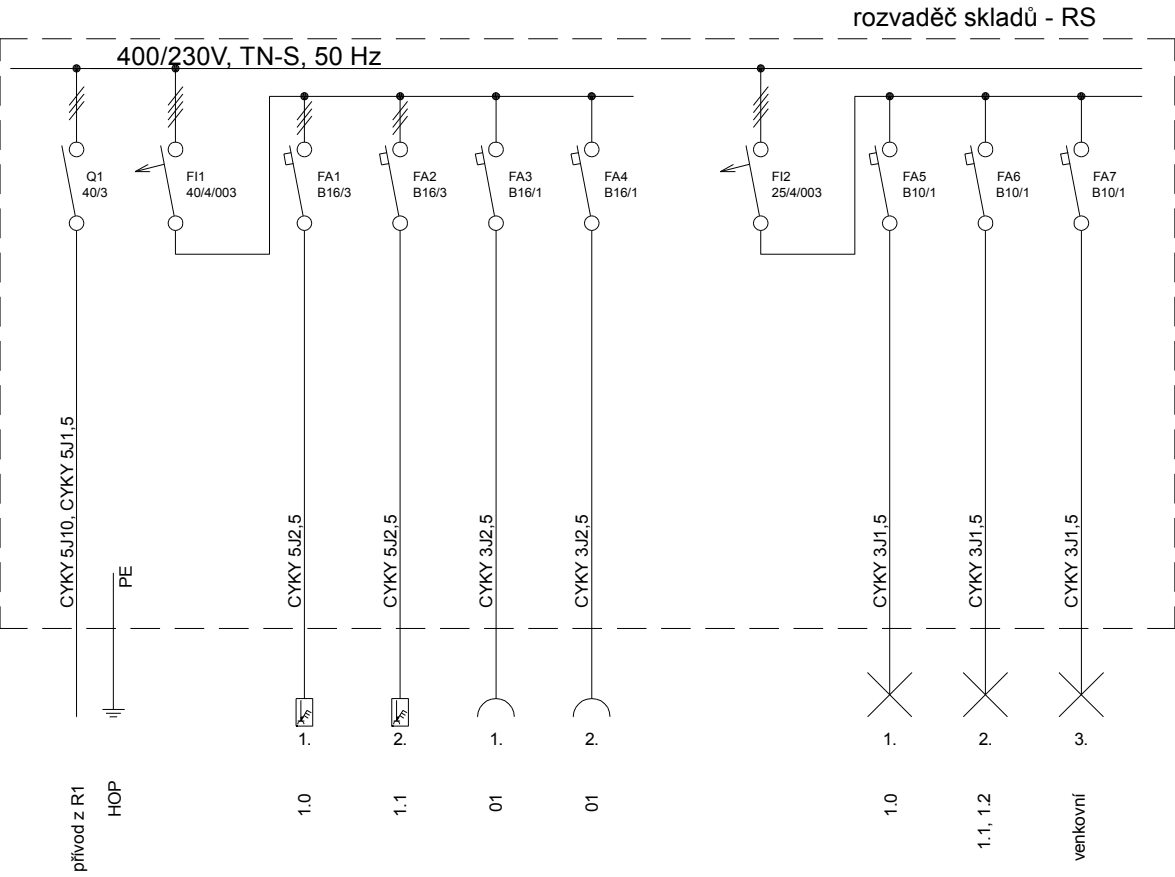 rozvaděč skladů - RS
400/230V, TN-S, 50 Hz
Q1
40/3
FI1
40/4/003
FA1
B16/3
FA2
B16/3
FA3
B16/1
FA4
B16/1
FI2
25/4/003
FA5
B10/1
FA6
B10/1
FA7
B10/1
CYKY 5J10, CYKY 5J1,5
PE
CYKY 5J2,5
CYKY 5J2,5
CYKY 3J2,5
CYKY 3J2,5
CYKY 3J1,5
CYKY 3J1,5
CYKY 3J1,5
1.
2.
1.
2.
1.
2.
3.
přívod z R1
HOP
1.0
1.1
01
01
1.0
1.1, 1.2
venkovní